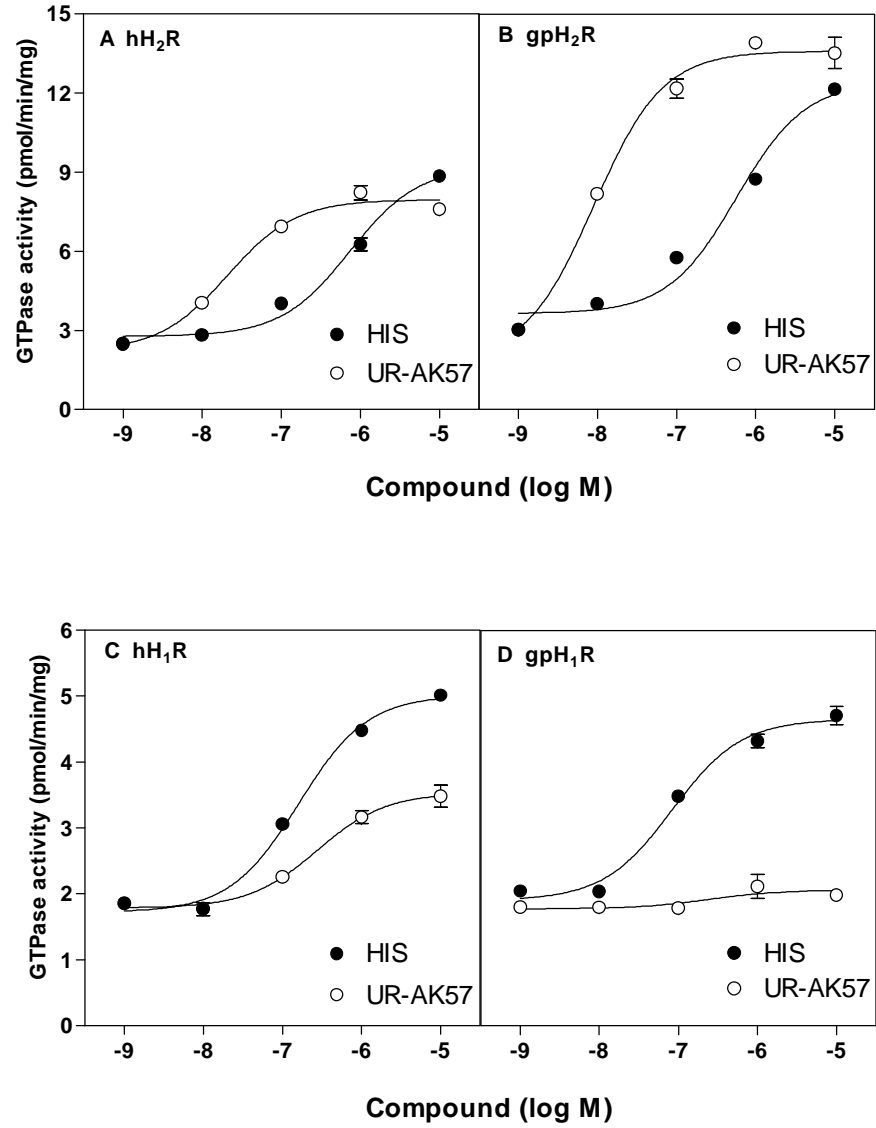 A hH₂R
B gpH₂R
GTPase activity (pmol/min/mg)
15
12
9
6
3
0
HIS
UR-AK57
HIS
UR-AK57
-9 -8 -7 -6 -5 -9 -8 -7 -6 -5
Compound (log M)
C hH₁R
D gpH₁R
GTPase activity (pmol/min/mg)
6
5
4
3
2
1
0
HIS
UR-AK57
HIS
UR-AK57
-9 -8 -7 -6 -5 -9 -8 -7 -6 -5
Compound (log M)